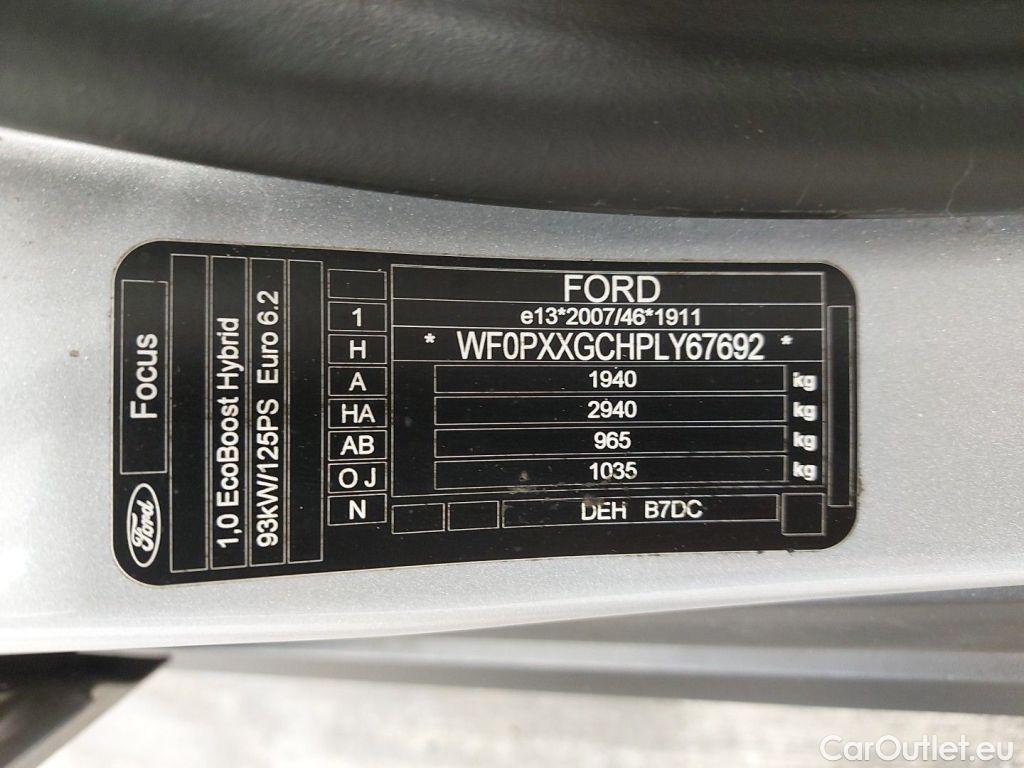 Ford
Focus
1,0 EcoBoost Hybrid
93kW/125PS Euro 6.2
1
H
A
HA
AB
O J
N
FORD
e13*2007/46*1911
* WF0PXXGCHPLY67692 *
1940 kg
2940 kg
965 kg
1035 kg
DEH B7DC
CarOutlet.eu